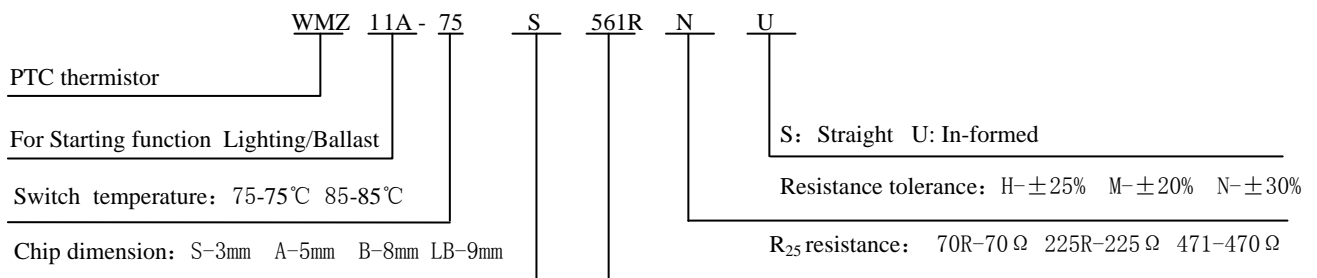 WMZ 11A - 75 S 561R N U
PTC thermistor
For Starting function Lighting/Ballast
S: Straight U: In-formed
Switch temperature: 75-75℃ 85-85℃
Resistance tolerance: H-±25% M-±20% N-±30%
Chip dimension: S-3mm A-5mm B-8mm LB-9mm
R25 resistance: 70R-70Ω 225R-225Ω 471-470Ω